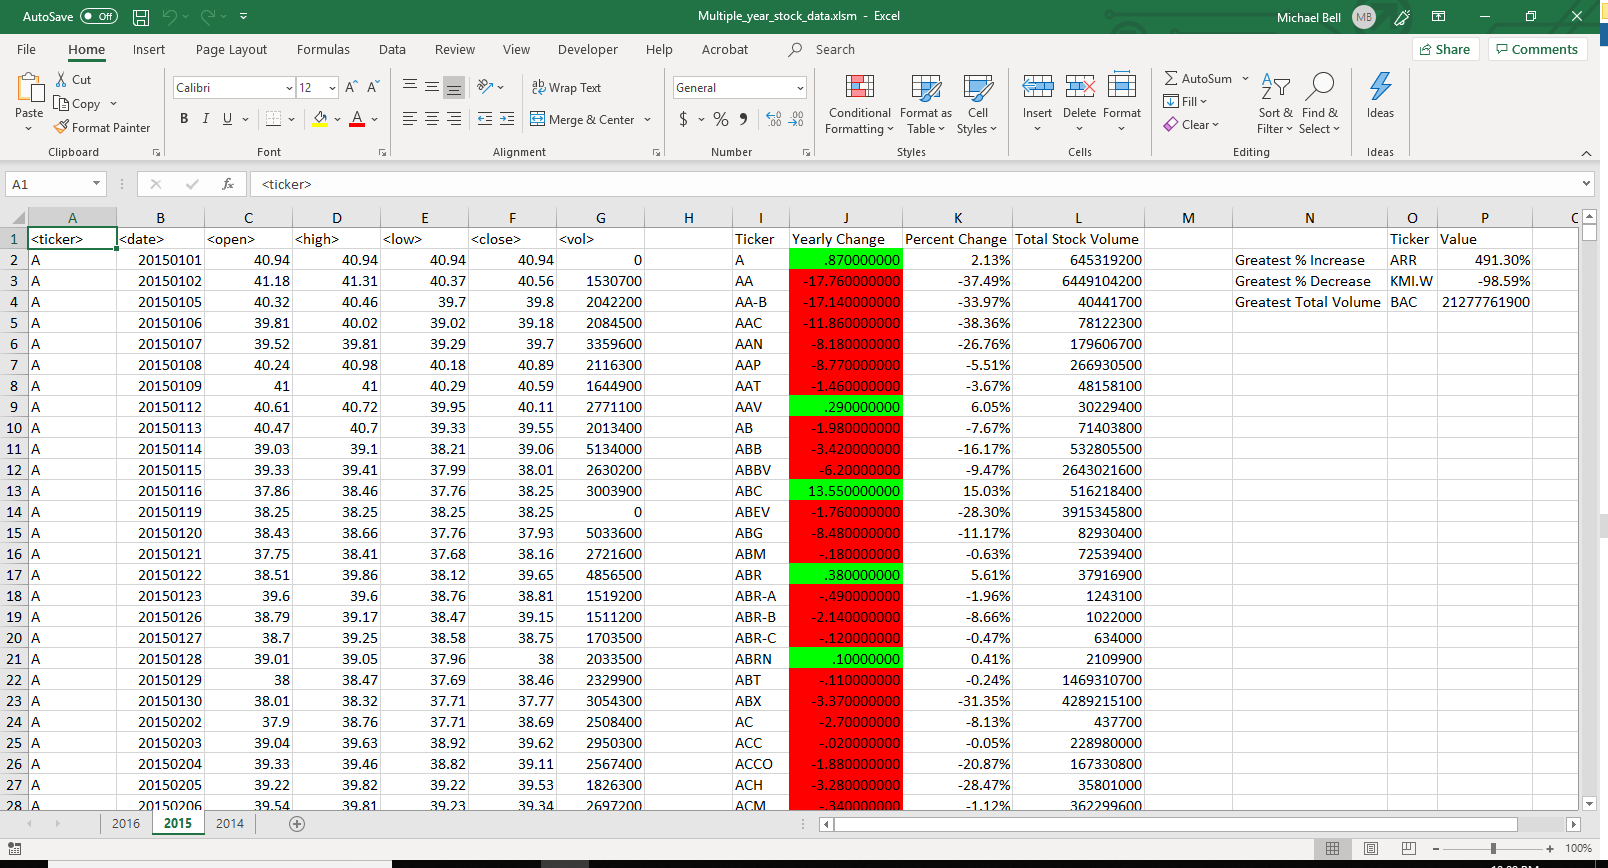 AutoSave Off Multiple_year_stock_data.xlsm - Excel Michael Bell MB
File Home Insert Page Layout Formulas Data Review View Developer Help Acrobat Search Share Comments
Paste Cut Copy Format Painter Clipboard
Calibri 12 A A B I U A Font
Wrap Text Merge & Center Alignment
General $ % Number
Conditional Formatting Format as Table Cell Styles Styles
Insert Delete Format Cells
AutoSum Fill Clear Sort & Filter Find & Select Editing
Ideas Ideas
A1 fx <ticker>
A B C D E F G H I J K L M N O P
1 <ticker> <date> <open> <high> <low> <close> <vol> Ticker Yearly Change Percent Change Total Stock Volume Ticker Value
2 A 20150101 40.94 40.94 40.94 40.94 0 A .870000000 2.13% 645319200 Greatest % Increase ARR 491.30%
3 A 20150102 41.18 41.31 40.37 40.56 1530700 AA -17.760000000 -37.49% 6449104200 Greatest % Decrease KMI.W -98.59%
4 A 20150105 40.32 40.46 39.7 39.8 2042200 AA-B -17.140000000 -33.97% 40441700 Greatest Total Volume BAC 21277761900
5 A 20150106 39.81 40.02 39.02 39.18 2084500 AAC -11.860000000 -38.36% 78122300
6 A 20150107 39.52 39.81 39.29 39.7 3359600 AAN -8.180000000 -26.76% 179606700
7 A 20150108 40.24 40.98 40.18 40.89 2116300 AAP -8.770000000 -5.51% 266930500
8 A 20150109 41 41 40.29 40.59 1644900 AAT -1.460000000 -3.67% 48158100
9 A 20150112 40.61 40.72 39.95 40.11 2771100 AAV .290000000 6.05% 30229400
10 A 20150113 40.47 40.7 39.33 39.55 2013400 AB -1.980000000 -7.67% 71403800
11 A 20150114 39.03 39.1 38.21 39.06 5134000 ABB -3.420000000 -16.17% 532805500
12 A 20150115 39.33 39.41 37.99 38.01 2630200 ABBV -6.20000000 -9.47% 2643021600
13 A 20150116 37.86 38.46 37.76 38.25 3003900 ABC 13.550000000 15.03% 516218400
14 A 20150119 38.25 38.25 38.25 38.25 0 ABEV -1.760000000 -28.30% 3915345800
15 A 20150120 38.43 38.66 37.76 37.93 5033600 ABG -8.480000000 -11.17% 82930400
16 A 20150121 37.75 38.41 37.68 38.16 2721600 ABM -.180000000 -0.63% 72539400
17 A 20150122 38.51 39.86 38.12 39.65 4856500 ABR .380000000 5.61% 37916900
18 A 20150123 39.6 39.6 38.76 38.81 1519200 ABR-A -.490000000 -1.96% 1243100
19 A 20150126 38.79 39.17 38.47 39.15 1511200 ABR-B -2.140000000 -8.66% 1022000
20 A 20150127 38.7 39.25 38.58 38.75 1703500 ABR-C -.120000000 -0.47% 634000
21 A 20150128 39.01 39.05 37.96 38 2033500 ABRN .10000000 0.41% 2109900
22 A 20150129 38 38.47 37.69 38.46 2329900 ABT -.110000000 -0.24% 1469310700
23 A 20150130 38.01 38.32 37.71 37.77 3054300 ABX -3.370000000 -31.35% 4289215100
24 A 20150202 37.9 38.76 37.71 38.69 2508400 AC -2.70000000 -8.13% 437700
25 A 20150203 39.04 39.63 38.92 39.62 2950300 ACC -.020000000 -0.05% 228980000
26 A 20150204 39.33 39.46 38.82 39.11 2567400 ACCO -1.880000000 -20.87% 167330800
27 A 20150205 39.22 39.82 39.22 39.53 1826300 ACH -3.280000000 -28.47% 35801000
28 A 20150206 39.54 39.81 39.23 39.34 2697200 ACM -.340000000 -1.12% 362299600
2016 2015 2014
100%